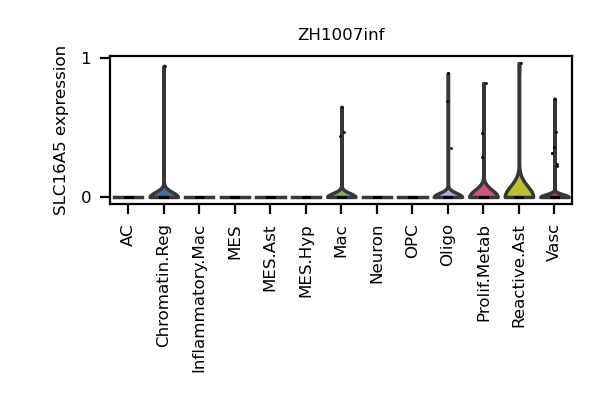 ZH1007inf
SLC16A5 expression
1
0
AC
Chromatin.Reg
Inflammatory.Mac
MES
MES.Ast
MES.Hyp
Mac
Neuron
OPC
Oligo
Prolif.Metab
Reactive.Ast
Vasc